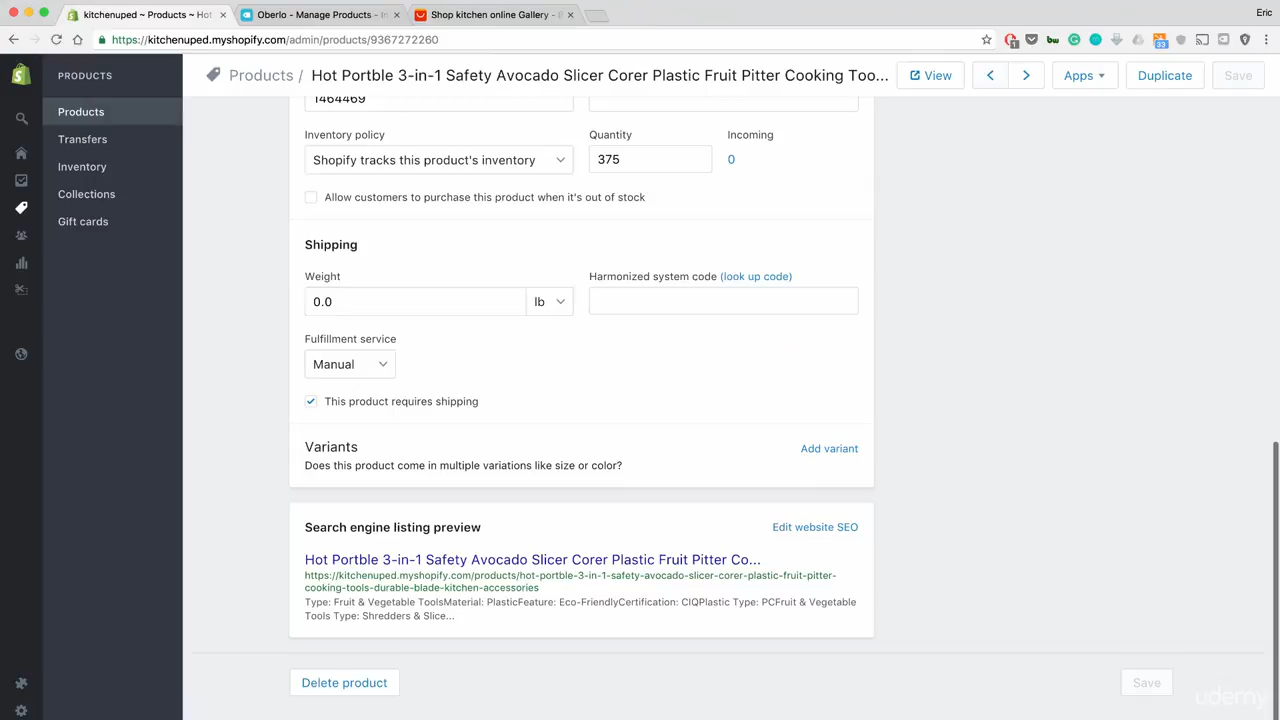 kitchenuped ~ Products ~ Hot
Oberlo - Manage Products - In
Shop kitchen online Gallery - B
Eric
https://kitchenuped.myshopify.com/admin/products/9367272260
PRODUCTS
Products / Hot Portble 3-in-1 Safety Avocado Slicer Corer Plastic Fruit Pitter Cooking Too...
View
Apps
Duplicate
Save
Products
Transfers
Inventory
Collections
Gift cards
1464469
Inventory policy
Quantity
Incoming
Shopify tracks this product's inventory
375
0
Allow customers to purchase this product when it's out of stock
Shipping
Weight
Harmonized system code (look up code)
0.0
lb
Fulfillment service
Manual
This product requires shipping
Variants
Add variant
Does this product come in multiple variations like size or color?
Search engine listing preview
Edit website SEO
Hot Portble 3-in-1 Safety Avocado Slicer Corer Plastic Fruit Pitter Co...
https://kitchenuped.myshopify.com/products/hot-portble-3-in-1-safety-avocado-slicer-corer-plastic-fruit-pitter-
cooking-tools-durable-blade-kitchen-accessories
Type: Fruit & Vegetable ToolsMaterial: PlasticFeature: Eco-FriendlyCertification: CIQPlastic Type: PCFruit & Vegetable
Tools Type: Shredders & Slice...
Delete product
Save
udemy